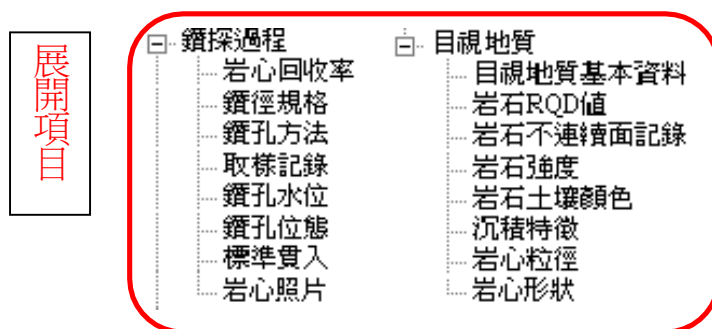 展開項目
鑽探過程
岩心回收率
鑽徑規格
鑽孔方法
取樣記錄
鑽孔水位
鑽孔位態
標準貫入
岩心照片
目視地質
目視地質基本資料
岩石RQD值
岩石不連續面記錄
岩石強度
岩石土壤顏色
沉積特徵
岩心粒徑
岩心形狀